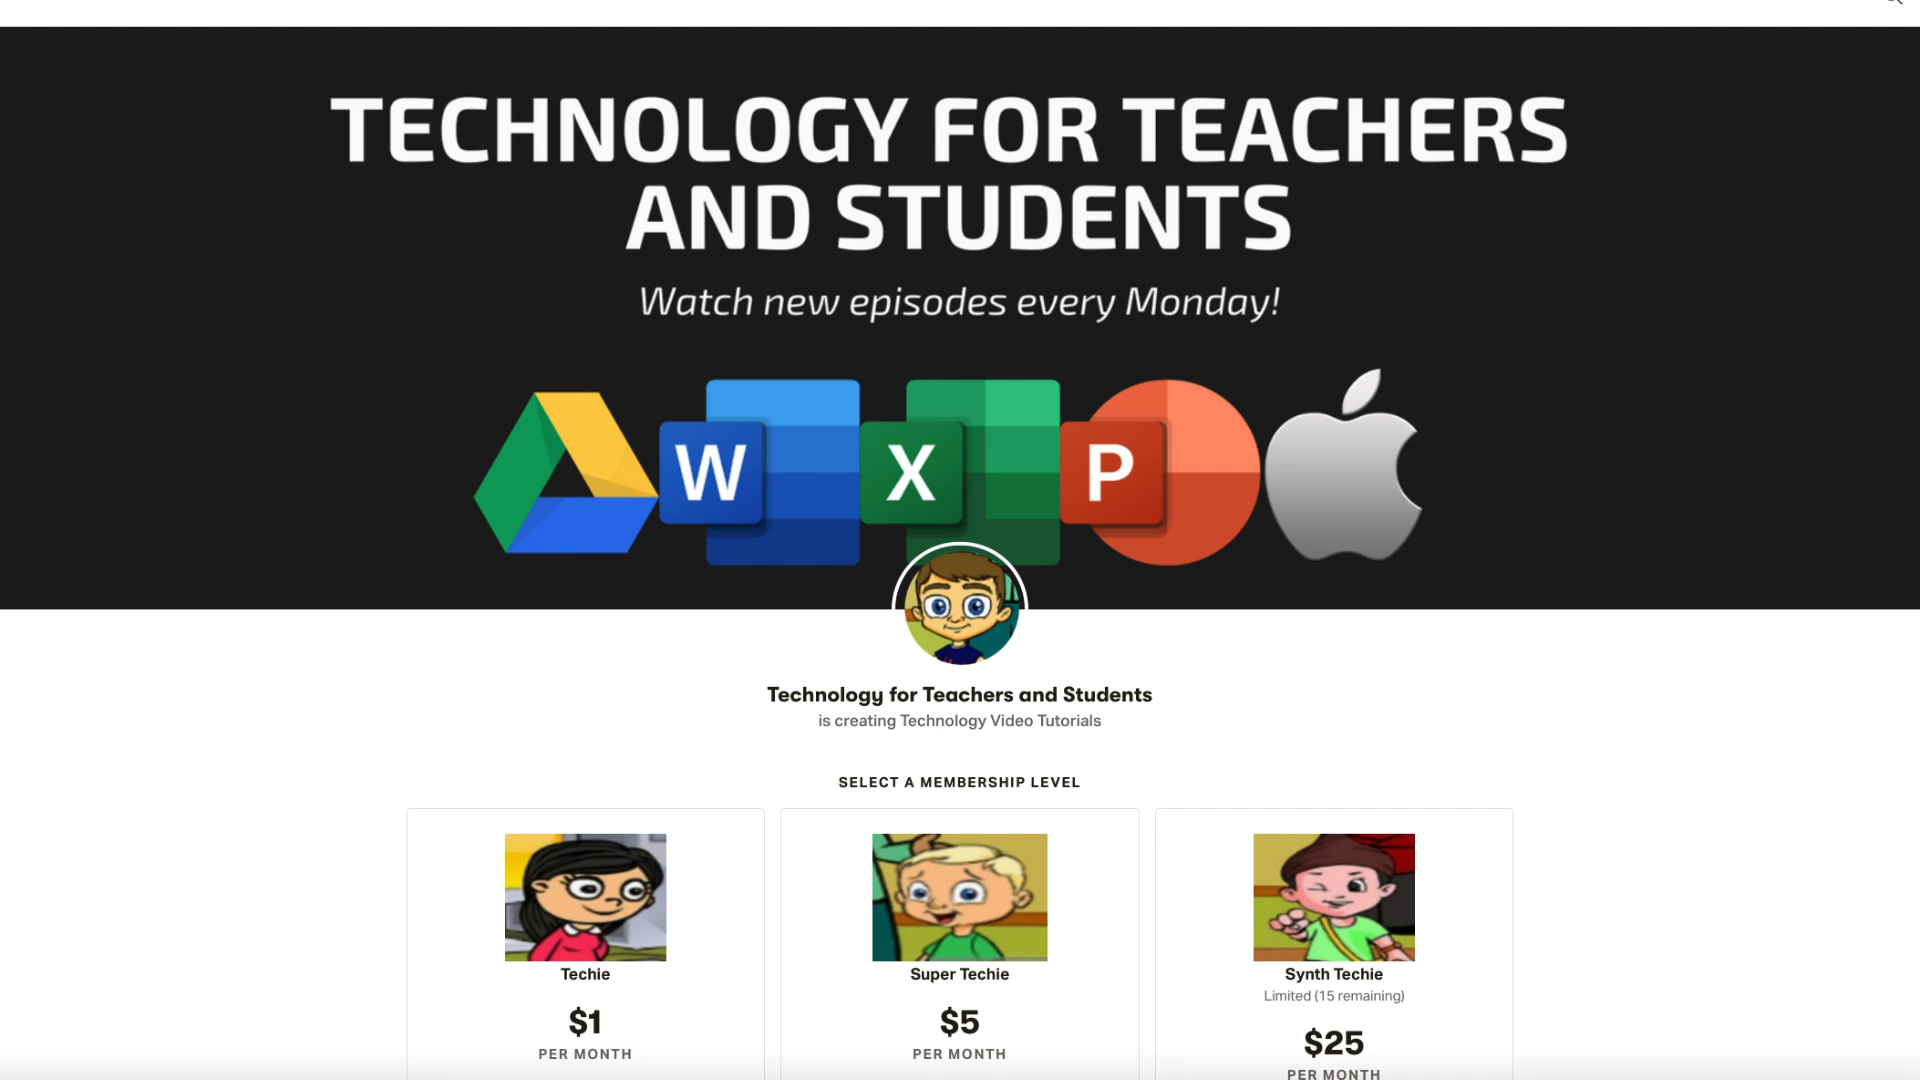 TECHNOLOGY FOR TEACHERS
AND STUDENTS
Watch new episodes every Monday!
W
X
P
Technology for Teachers and Students
is creating Technology Video Tutorials
SELECT A MEMBERSHIP LEVEL
Techie
$1
PER MONTH
Super Techie
$5
PER MONTH
Synth Techie
Limited (15 remaining)
$25
PER MONTH